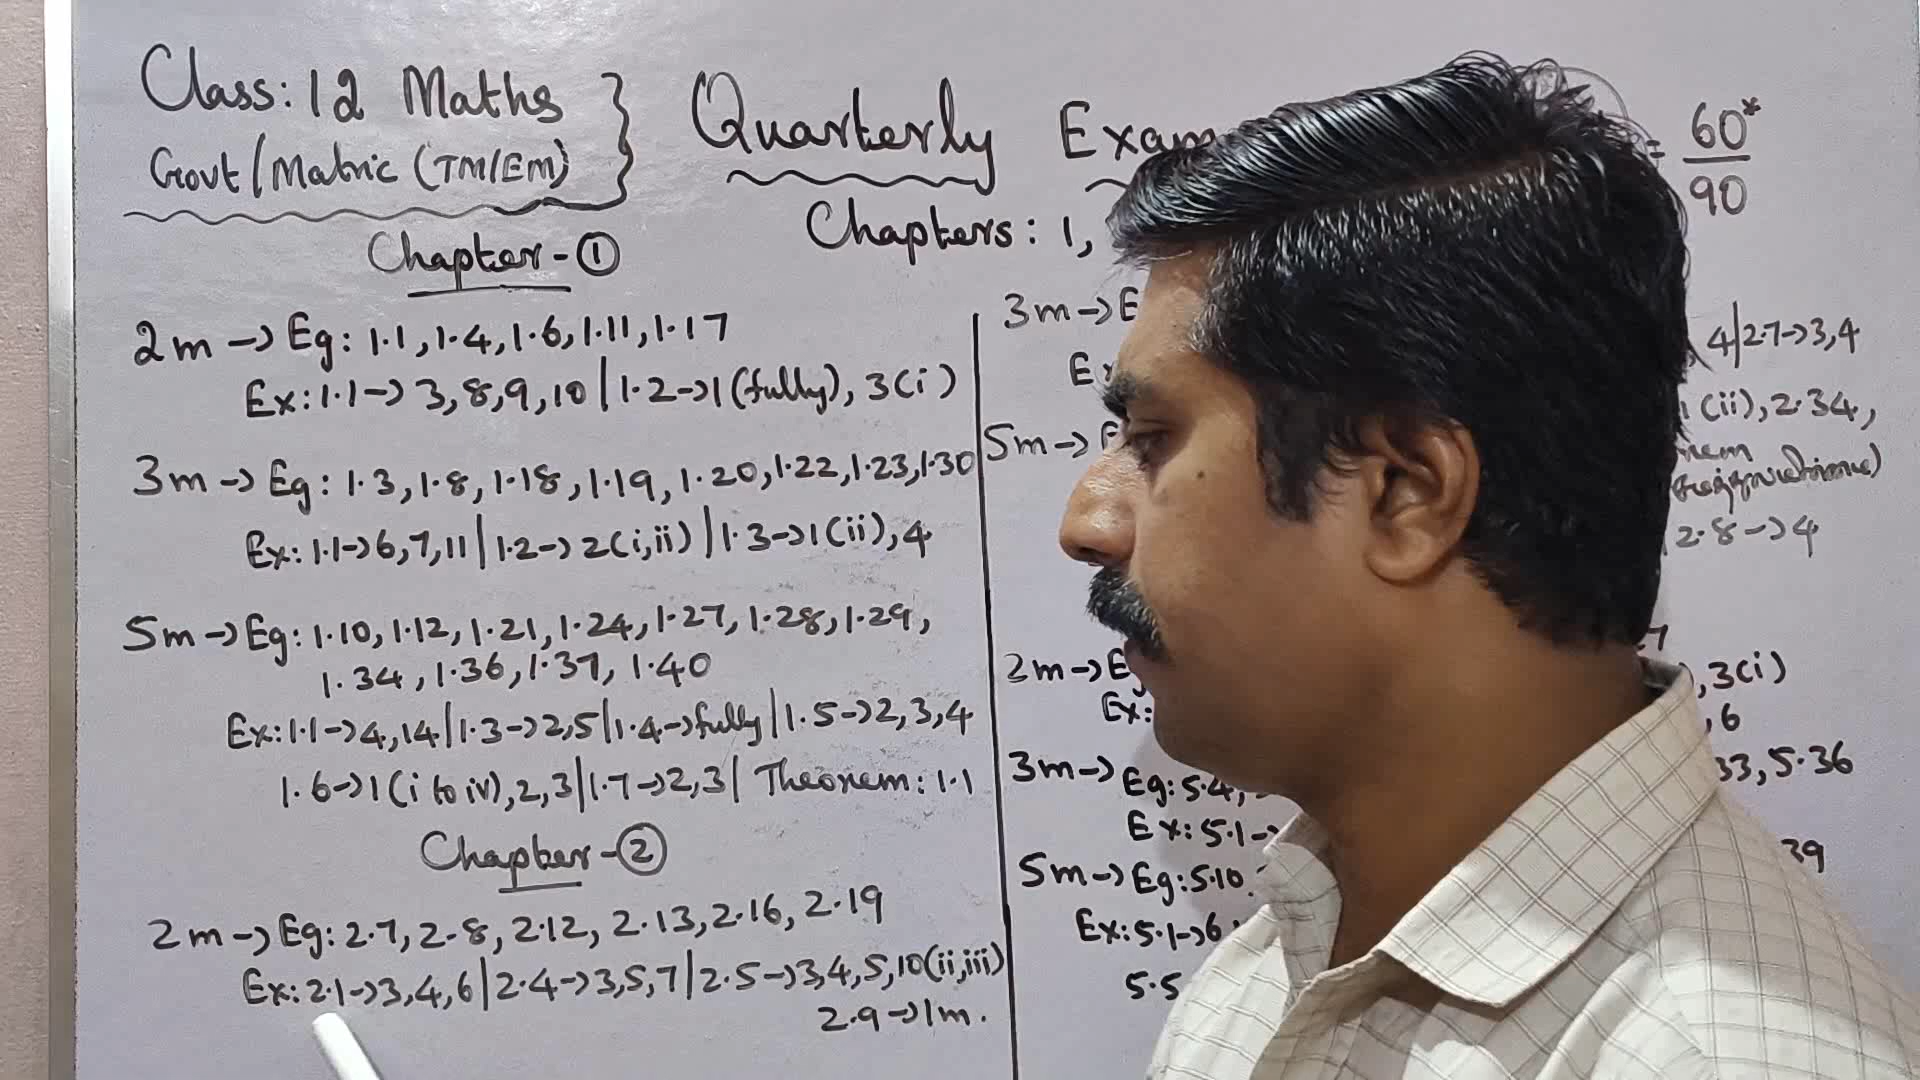 Class: 12 Maths
Govt/Matric (TM/EM)
Quarterly Exam = 60*/90
Chapters: 1,
Chapter-①
2m → Eg: 1.1, 1.4, 1.6, 1.11, 1.17
Ex: 1.1→ 3, 8, 9, 10 | 1.2→1(fully), 3(i)
3m → Eg: 1.3, 1.8, 1.18, 1.19, 1.20, 1.22, 1.23, 1.30
Ex: 1.1→6, 7, 11 | 1.2→ 2(i,ii) | 1.3→1(ii), 4
5m → Eg: 1.10, 1.12, 1.21, 1.24, 1.27, 1.28, 1.29,
1.34, 1.36, 1.37, 1.40
Ex: 1.1→4, 14 | 1.3→2,5 | 1.4→fully | 1.5→2, 3, 4
1.6→1(i to iv), 2, 3 | 1.7→2, 3 | Theorem: 1.1
Chapter-②
2m → Eg: 2.7, 2.8, 2.12, 2.13, 2.16, 2.19
Ex: 2.1→3, 4, 6 | 2.4→3, 5, 7 | 2.5→3, 4, 5, 10(ii,iii)
2.9→1m.
3m → E
4 | 2.7→3, 4
Ex
(ii), 2.34,
5m →
2.8→4
2m → Eg
, 3(i)
Ex:
, 6
3m → Eg: 5.4, 33, 5.36
Ex: 5.1→
5m → Eg: 5.10 39
Ex: 5.1→6
5.5